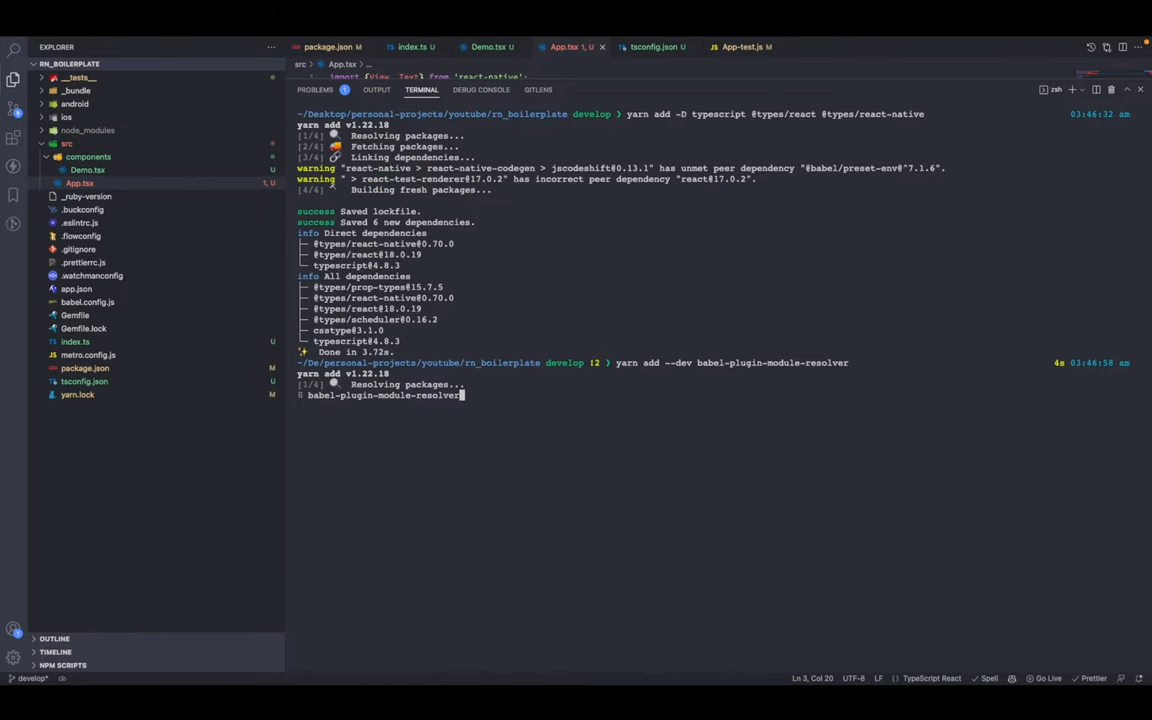 EXPLORER
RN_BOILERPLATE
__tests__
_bundle
android
ios
node_modules
src
components
Demo.tsx U
App.tsx 1, U
_ruby-version
.buckconfig
.eslintrc.js
.flowconfig
.gitignore
.prettierrc.js
.watchmanconfig
app.json
babel.config.js
Gemfile
Gemfile.lock
index.ts U
metro.config.js
package.json M
tsconfig.json U
yarn.lock M
OUTLINE
TIMELINE
NPM SCRIPTS
package.json M index.ts U Demo.tsx U App.tsx 1, U tsconfig.json U App-test.js M
src App.tsx ...
1 import {View, Text} from 'react-native';
PROBLEMS 1 OUTPUT TERMINAL DEBUG CONSOLE GITLENS zsh
~/Desktop/personal-projects/youtube/rn_boilerplate develop ❯ yarn add -D typescript @types/react @types/react-native 03:46:32 am
yarn add v1.22.18
[1/4] Resolving packages...
[2/4] Fetching packages...
[3/4] Linking dependencies...
warning "react-native > react-native-codegen > jscodeshift@0.13.1" has unmet peer dependency "@babel/preset-env@^7.1.6".
warning " > react-test-renderer@17.0.2" has incorrect peer dependency "react@17.0.2".
[4/4] Building fresh packages...
success Saved lockfile.
success Saved 6 new dependencies.
info Direct dependencies
├─ @types/react-native@0.70.0
├─ @types/react@18.0.19
└─ typescript@4.8.3
info All dependencies
├─ @types/prop-types@15.7.5
├─ @types/react-native@0.70.0
├─ @types/react@18.0.19
├─ @types/scheduler@0.16.2
├─ csstype@3.1.0
└─ typescript@4.8.3
✨ Done in 3.72s.
~/De/personal-projects/youtube/rn_boilerplate develop !2 ❯ yarn add --dev babel-plugin-module-resolver 4s 03:46:58 am
yarn add v1.22.18
[1/4] Resolving packages...
⠿ babel-plugin-module-resolver
develop* Ln 3, Col 20 UTF-8 LF {} TypeScript React Spell Go Live Prettier